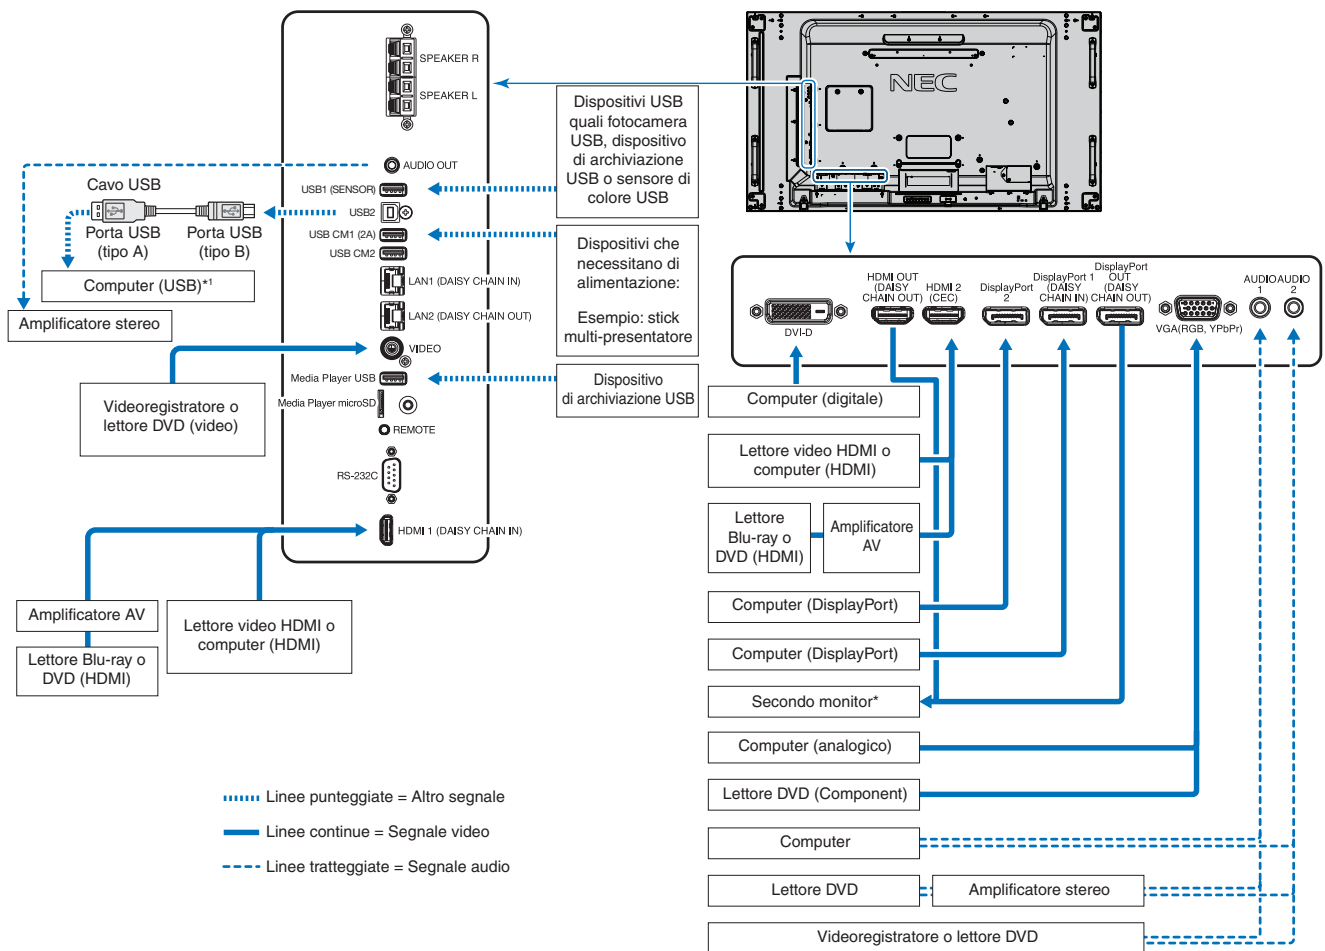 SPEAKER R
SPEAKER L
AUDIO OUT
USB1 (SENSOR)
USB2
USB CM1 (2A)
USB CM2
LAN1 (DAISY CHAIN IN)
LAN2 (DAISY CHAIN OUT)
VIDEO
Media Player USB
Media Player microSD
REMOTE
RS-232C
HDMI 1 (DAISY CHAIN IN)
Cavo USB
Porta USB
(tipo A)
Porta USB
(tipo B)
Computer (USB)*1
Amplificatore stereo
Videoregistratore o
lettore DVD (video)
Amplificatore AV
Lettore Blu-ray o
DVD (HDMI)
Lettore video HDMI o
computer (HDMI)
Dispositivi USB
quali fotocamera
USB, dispositivo
di archiviazione
USB o sensore di
colore USB
Dispositivi che
necessitano di
alimentazione:
Esempio: stick
multi-presentatore
Dispositivo
di archiviazione USB
NEC
DVI-D
HDMI OUT
(DAISY
CHAIN OUT)
HDMI 2
(CEC)
DisplayPort
2
DisplayPort 1
(DAISY
CHAIN IN)
DisplayPort
OUT
(DAISY
CHAIN OUT)
VGA(RGB, YPbPr)
AUDIO
1
AUDIO
2
Computer (digitale)
Lettore video HDMI o
computer (HDMI)
Lettore
Blu-ray o
DVD (HDMI)
Amplificatore
AV
Computer (DisplayPort)
Computer (DisplayPort)
Secondo monitor*
Computer (analogico)
Lettore DVD (Component)
Computer
Lettore DVD
Amplificatore stereo
Videoregistratore o lettore DVD
Linee punteggiate = Altro segnale
Linee continue = Segnale video
Linee tratteggiate = Segnale audio